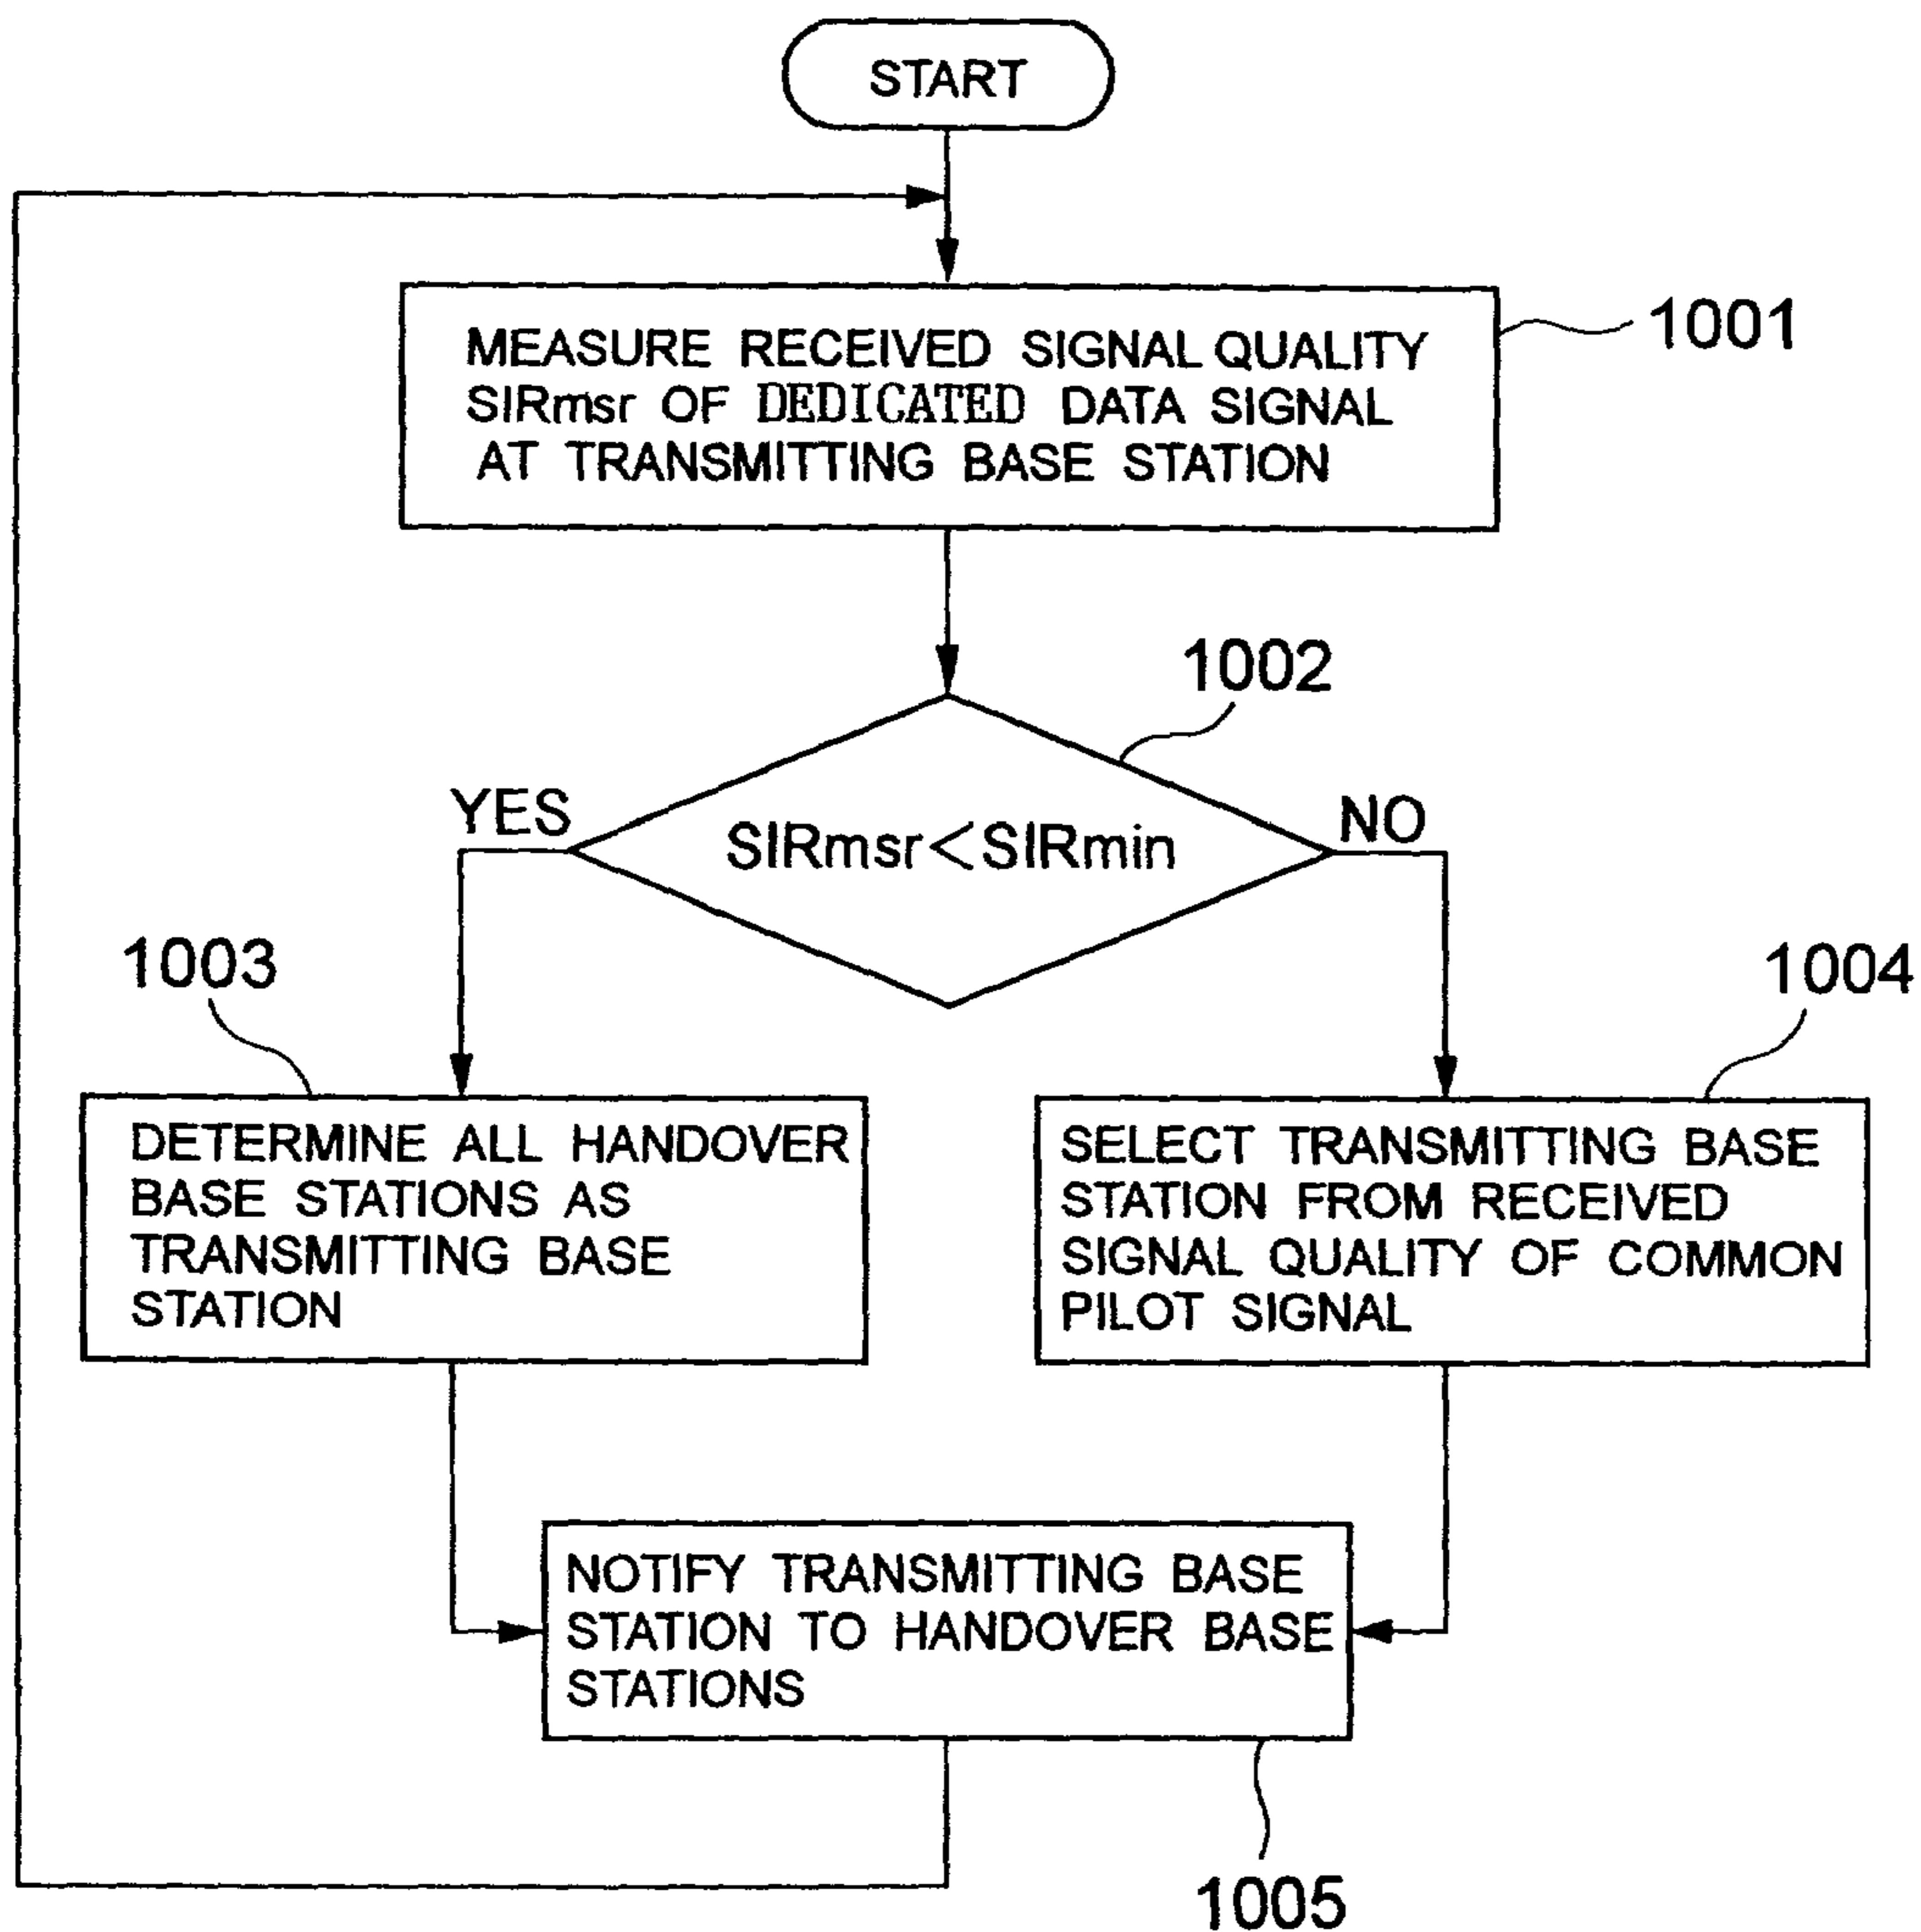 START
MEASURE RECEIVED SIGNAL QUALITY
SIRmsr OF DEDICATED DATA SIGNAL
AT TRANSMITTING BASE STATION
1001
1002
YES
SIRmsr<SIRmin
NO
1003
1004
DETERMINE ALL HANDOVER
BASE STATIONS AS
TRANSMITTING BASE
STATION
SELECT TRANSMITTING BASE
STATION FROM RECEIVED
SIGNAL QUALITY OF COMMON
PILOT SIGNAL
NOTIFY TRANSMITTING BASE
STATION TO HANDOVER BASE
STATIONS
1005